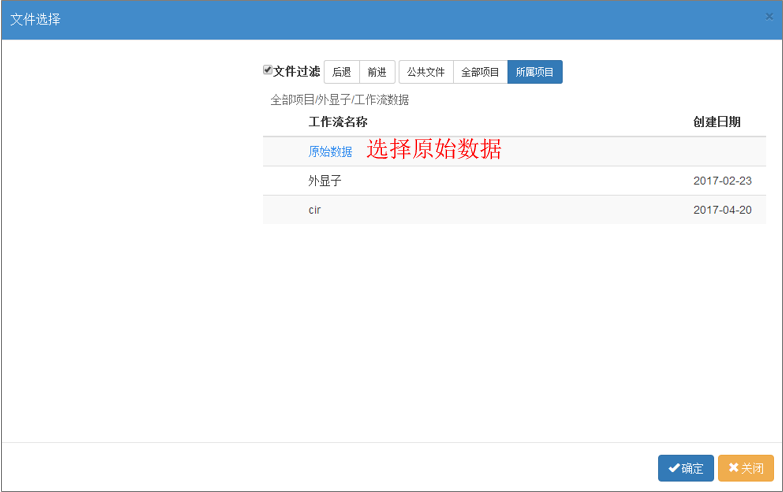 文件选择 ×
文件过滤 后退 前进 公共文件 全部项目 所属项目
全部项目/外显子/工作流数据
工作流名称 创建日期
原始数据 选择原始数据
外显子 2017-02-23
cir 2017-04-20
确定 关闭